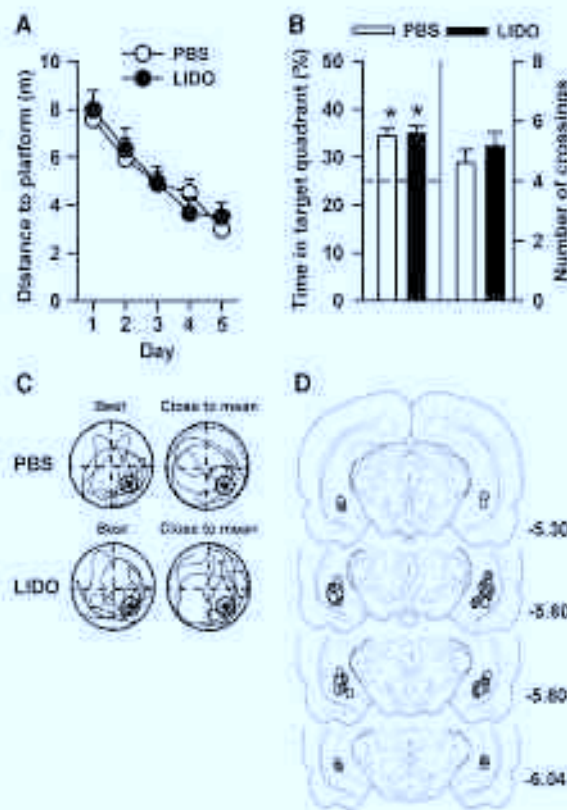 A
PBS
LIDO
Distance to platform (m)
10
8
6
4
2
0
1 2 3 4 5
Day
B
PBS LIDO
Time in target quadrant (%)
50
40
30
20
10
0
* *
Number of crossings
8
6
4
2
0
C
Best Close to mean
PBS
Best Close to mean
LIDO
D
-5.30
-5.60
-5.80
-6.04